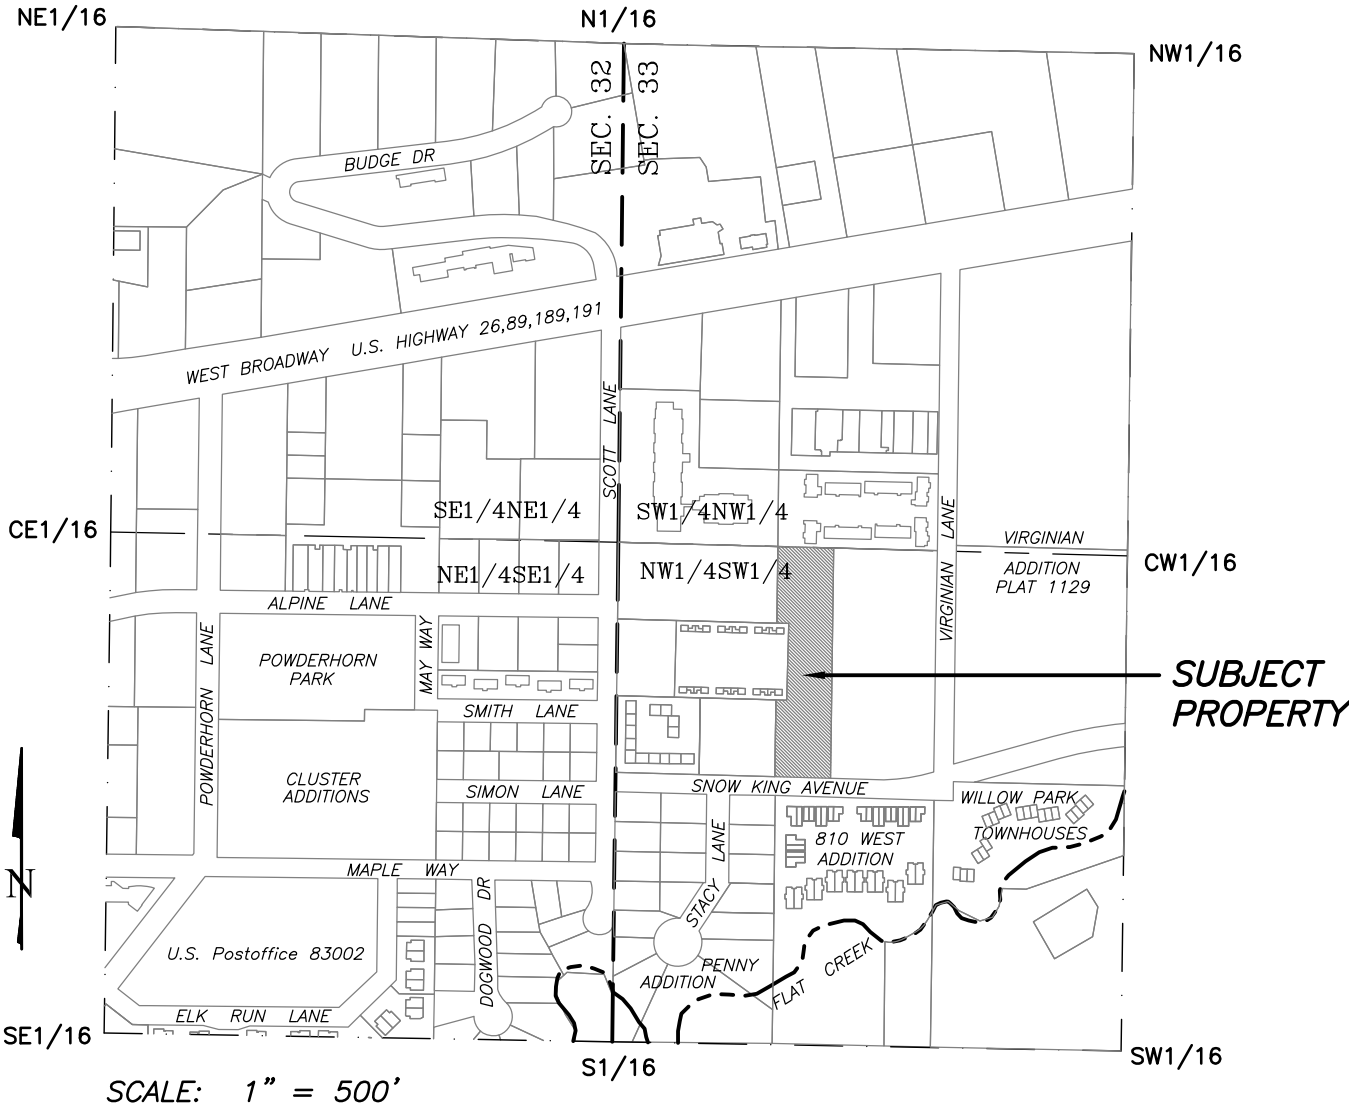 NE1/16
N1/16
NW1/16
SEC. 32
SEC. 33
BUDGE DR
WEST BROADWAY U.S. HIGHWAY 26,89,189,191
SCOTT LANE
SE1/4NE1/4
SW1/4NW1/4
CE1/16
VIRGINIAN LANE
VIRGINIAN
ADDITION
PLAT 1129
CW1/16
NE1/4SE1/4
NW1/4SW1/4
ALPINE LANE
POWDERHORN LANE
MAY WAY
POWDERHORN
PARK
SUBJECT
PROPERTY
SMITH LANE
CLUSTER
ADDITIONS
SIMON LANE
SNOW KING AVENUE
WILLOW PARK
TOWNHOUSES
810 WEST
ADDITION
STACY LANE
MAPLE WAY
N
DOGWOOD DR
U.S. Postoffice 83002
PENNY
ADDITION
FLAT CREEK
ELK RUN LANE
SE1/16
S1/16
SW1/16
SCALE: 1" = 500'